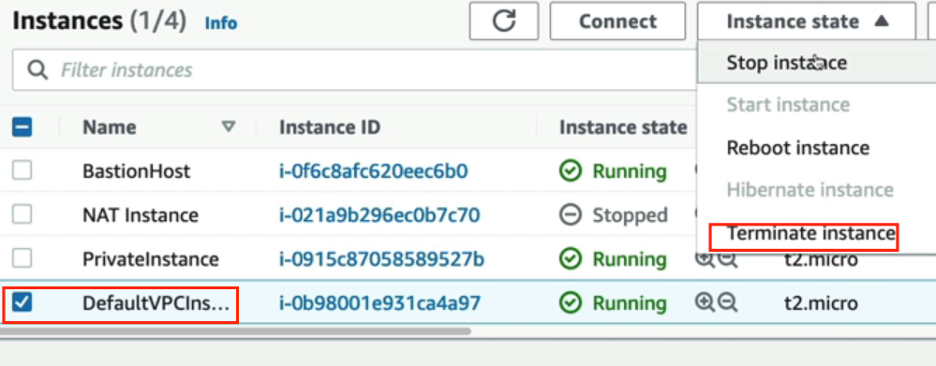 Instances (1/4) Info Connect Instance state
Filter instances
Stop instance
Start instance
Reboot instance
Hibernate instance
Terminate instance
Name Instance ID Instance state
BastionHost i-0f6c8afc620eec6b0 Running
NAT Instance i-021a9b296ec0b7c70 Stopped
PrivateInstance i-0915c87058589527b Running t2.micro
DefaultVPCIns... i-0b98001e931ca4a97 Running t2.micro